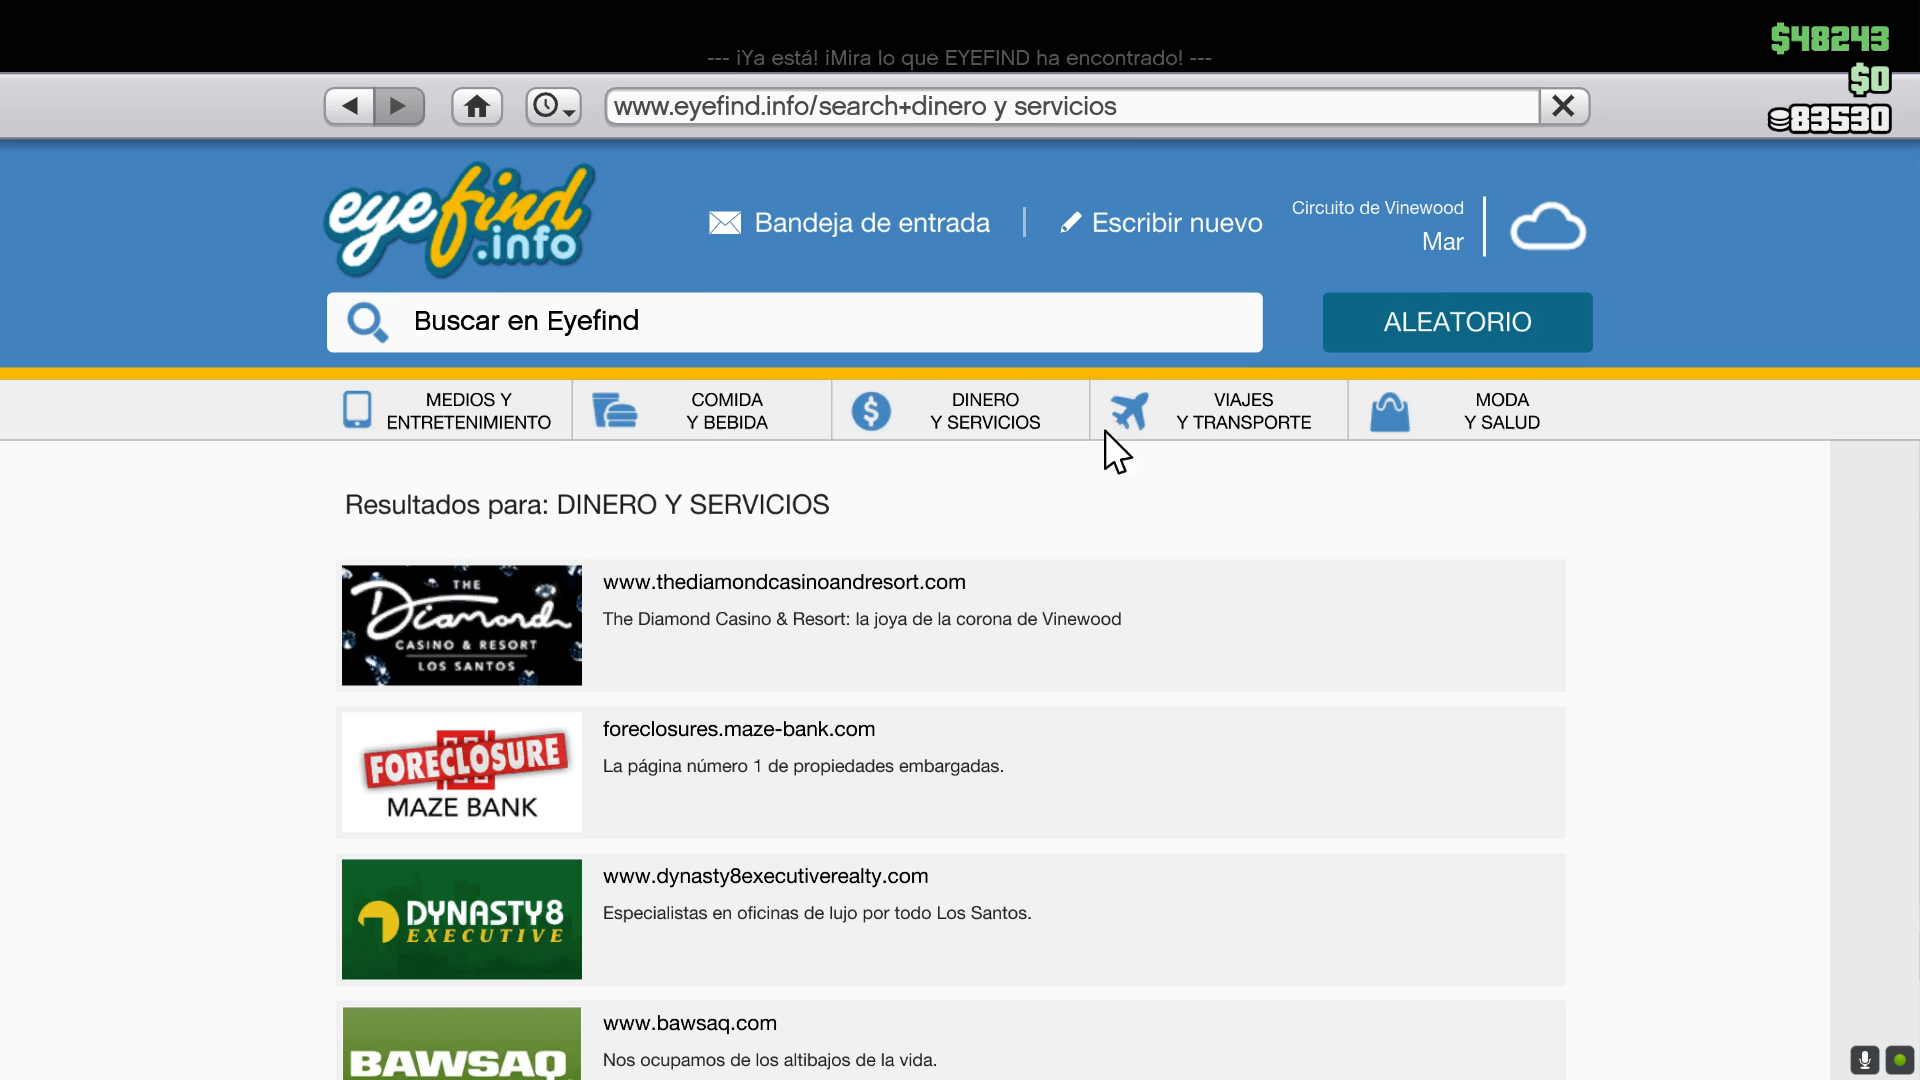 --- ¡Ya está! ¡Mira lo que EYEFIND ha encontrado! ---
$48243
$0
83530
www.eyefind.info/search+dinero y servicios
eyefind
.info
Bandeja de entrada
Escribir nuevo
Circuito de Vinewood
Mar
Buscar en Eyefind
ALEATORIO
MEDIOS Y
ENTRETENIMIENTO
COMIDA
Y BEBIDA
DINERO
Y SERVICIOS
VIAJES
Y TRANSPORTE
MODA
Y SALUD
Resultados para: DINERO Y SERVICIOS
THE
Diamond
CASINO & RESORT
LOS SANTOS
www.thediamondcasinoandresort.com
The Diamond Casino & Resort: la joya de la corona de Vinewood
FORECLOSURE
MAZE BANK
foreclosures.maze-bank.com
La página número 1 de propiedades embargadas.
DYNASTY8
EXECUTIVE
www.dynasty8executiverealty.com
Especialistas en oficinas de lujo por todo Los Santos.
BAWSAQ
www.bawsaq.com
Nos ocupamos de los altibajos de la vida.